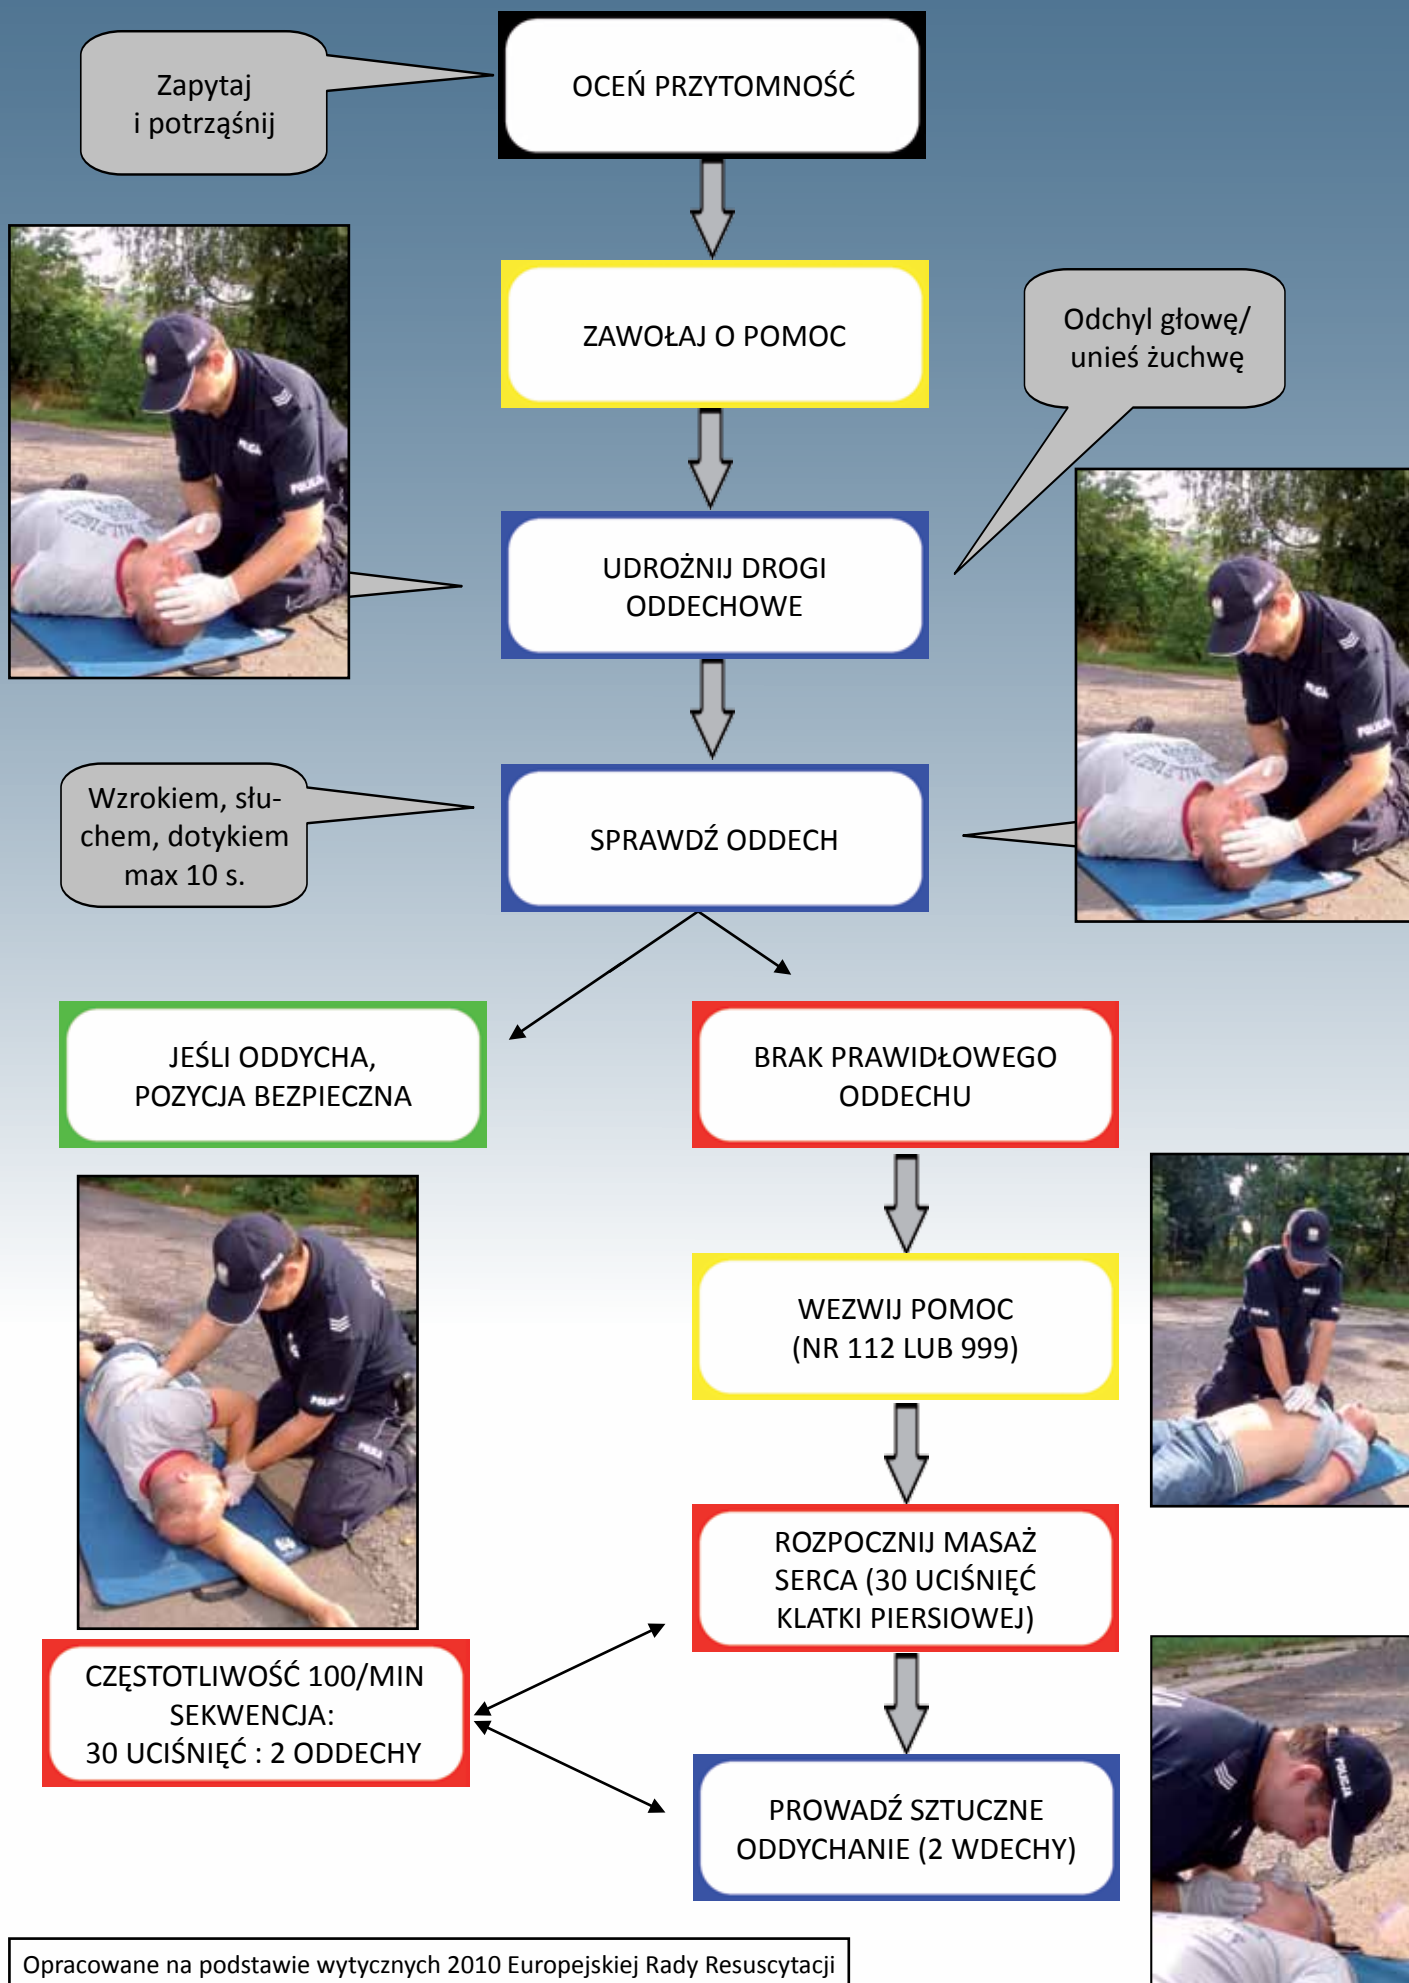 Zapytaj
i potrząśnij
OCEŃ PRZYTOMNOŚĆ
ZAWOŁAJ O POMOC
Odchyl głowę/
unieś żuchwę
UDROŻNIJ DROGI
ODDECHOWE
Wzrokiem, słu-
chem, dotykiem
max 10 s.
SPRAWDŹ ODDECH
JEŚLI ODDYCHA,
POZYCJA BEZPIECZNA
BRAK PRAWIDŁOWEGO
ODDECHU
WEZWIJ POMOC
(NR 112 LUB 999)
ROZPOCZNIJ MASAŻ
SERCA (30 UCIŚNIĘĆ
KLATKI PIERSIOWEJ)
CZĘSTOTLIWOŚĆ 100/MIN
SEKWENCJA:
30 UCIŚNIĘĆ : 2 ODDECHY
PROWADŹ SZTUCZNE
ODDYCHANIE (2 WDECHY)
POLICJA
Opracowane na podstawie wytycznych 2010 Europejskiej Rady Resuscytacji